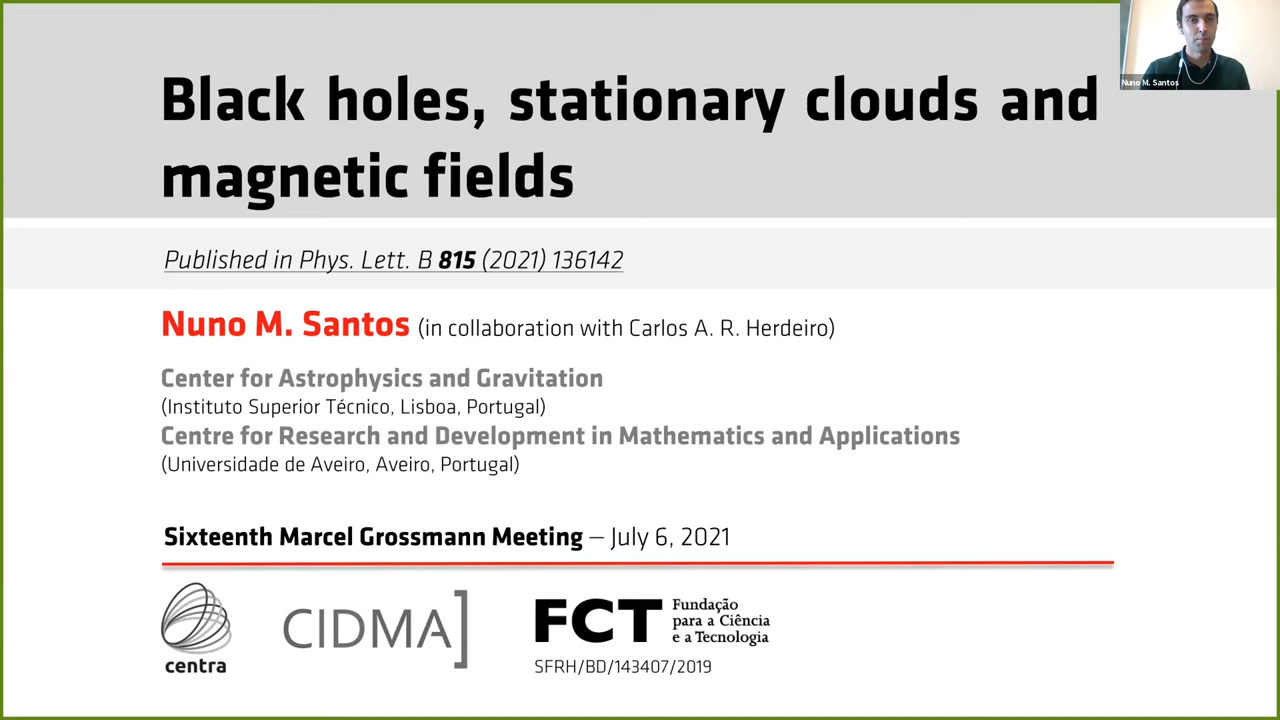 Black holes, stationary clouds and
magnetic fields
Nuno M. Santos
Published in Phys. Lett. B 815 (2021) 136142
Nuno M. Santos (in collaboration with Carlos A. R. Herdeiro)
Center for Astrophysics and Gravitation
(Instituto Superior Técnico, Lisboa, Portugal)
Centre for Research and Development in Mathematics and Applications
(Universidade de Aveiro, Aveiro, Portugal)
Sixteenth Marcel Grossmann Meeting – July 6, 2021
centra
CIDMA]
FCT
Fundação
para a Ciência
e a Tecnologia
SFRH/BD/143407/2019